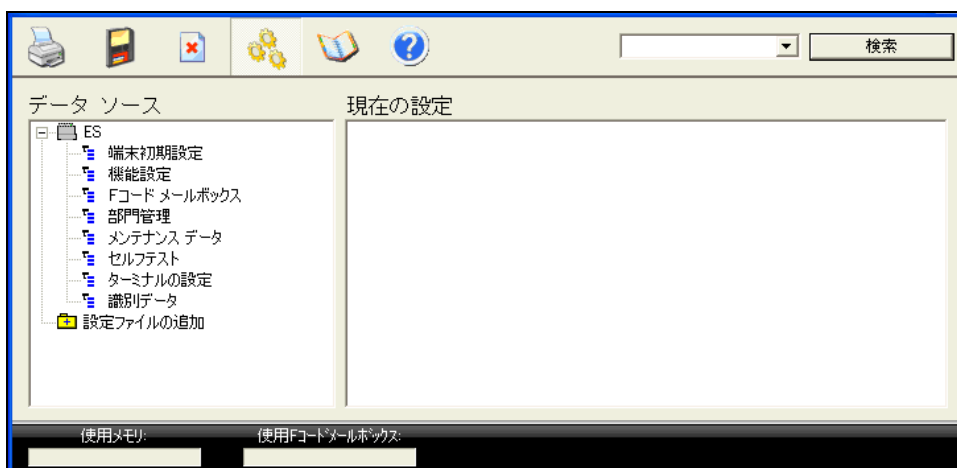 検索
データ ソース
現在の設定
ES
端末初期設定
機能設定
Fコード メールボックス
部門管理
メンテナンス データ
セルフテスト
ターミナルの設定
識別データ
設定ファイルの追加
使用メモリ:
使用Fコードメールボックス: